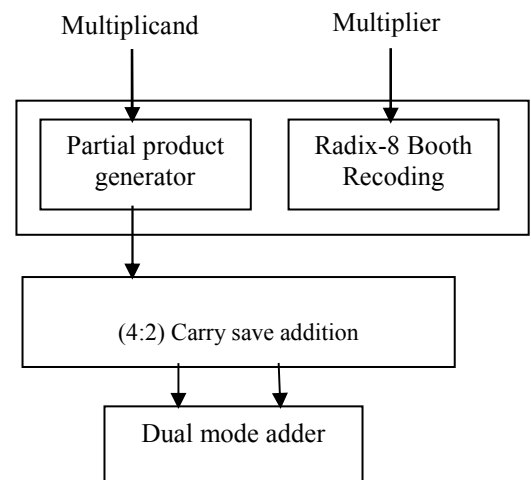 Multiplicand
Multiplier
Partial product
generator
Radix-8 Booth
Recoding
(4:2) Carry save addition
Dual mode adder